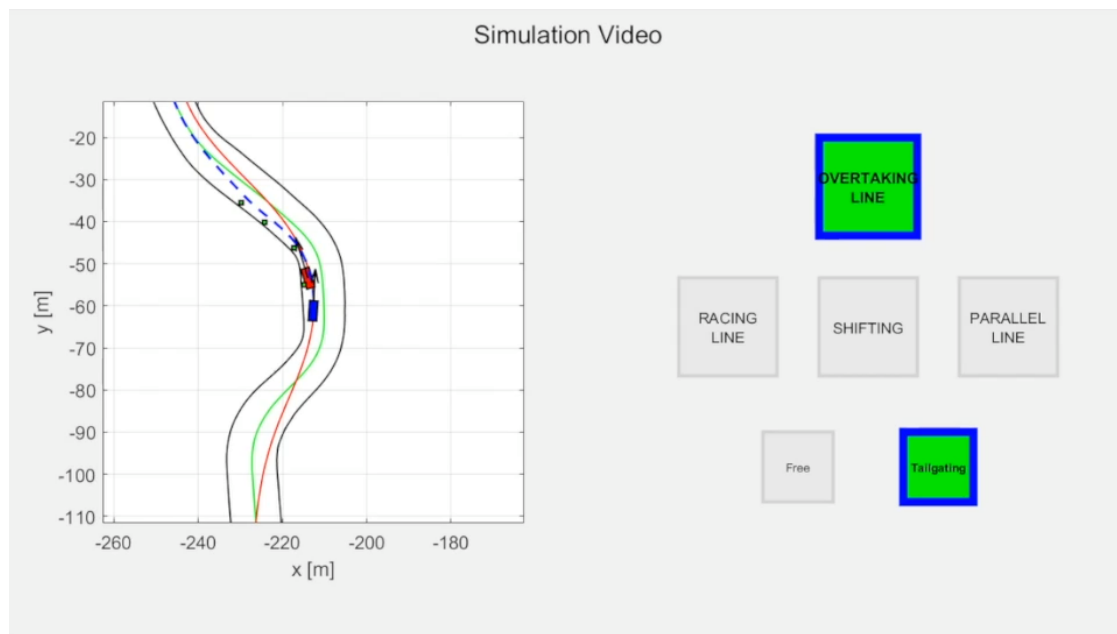 Simulation Video
-20
-30
-40
-50
-60
-70
-80
-90
-100
-110
y [m]
-260
-240
-220
-200
-180
x [m]
OVERTAKING
LINE
RACING
LINE
SHIFTING
PARALLEL
LINE
Free
Tailgating